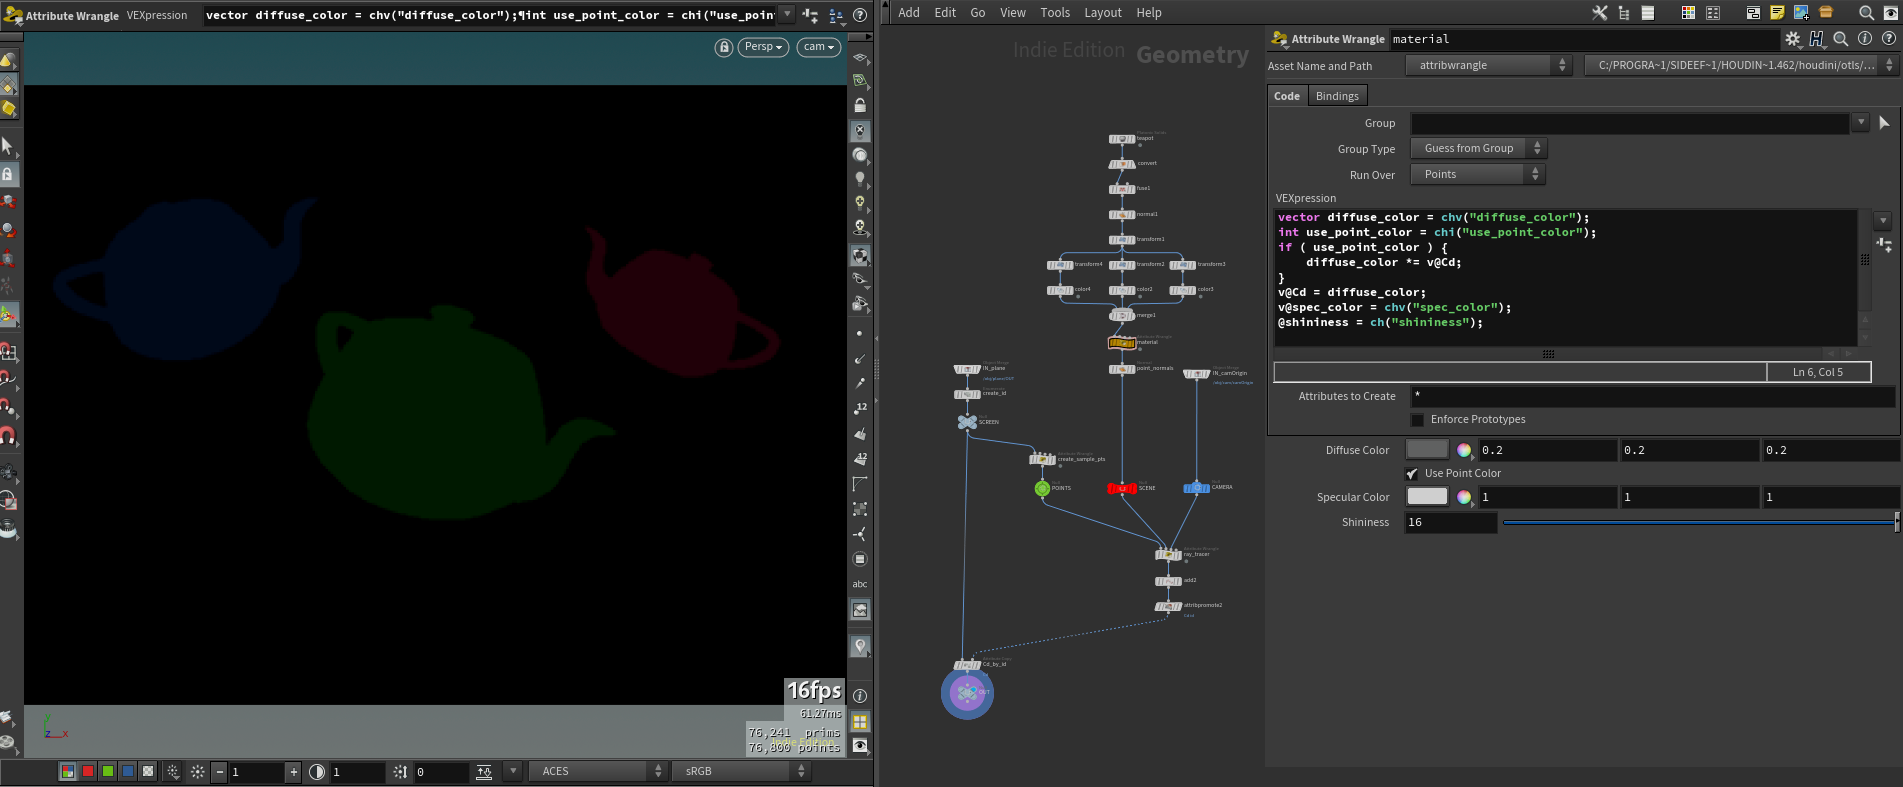 Attribute Wrangle VEXpression vector diffuse_color = chv("diffuse_color");¶int use_point_color = chi("use_poin
Persp
cam
16fps
61.27ms
76,241 prims
76,800 points
Indie Edition
z x
abc
12
12
1
1
0
ACES
sRGB
Add Edit Go View Tools Layout Help
Indie Edition Geometry
teapot
convert
fuse1
normal1
transform1
transform4
transform2
transform3
color4
color2
color3
merge1
material
point_normals
IN_plane
create_id
SCREEN
IN_camOrigin
create_sample_pts
POINTS
SCENE
CAMERA
ray_tracer
add2
attribpromote2
Cd_by_id
OUT
Attribute Wrangle material
Asset Name and Path attribwrangle C:/PROGRA~1/SIDEEF~1/HOUDIN~1.462/houdini/otls/...
Code Bindings
Group
Group Type Guess from Group
Run Over Points
VEXpression
vector diffuse_color = chv("diffuse_color");
int use_point_color = chi("use_point_color");
if ( use_point_color ) {
diffuse_color *= v@Cd;
}
v@Cd = diffuse_color;
v@spec_color = chv("spec_color");
@shininess = ch("shininess");
Ln 6, Col 5
Attributes to Create *
Enforce Prototypes
Diffuse Color 0.2 0.2 0.2
Use Point Color
Specular Color 1 1 1
Shininess 16